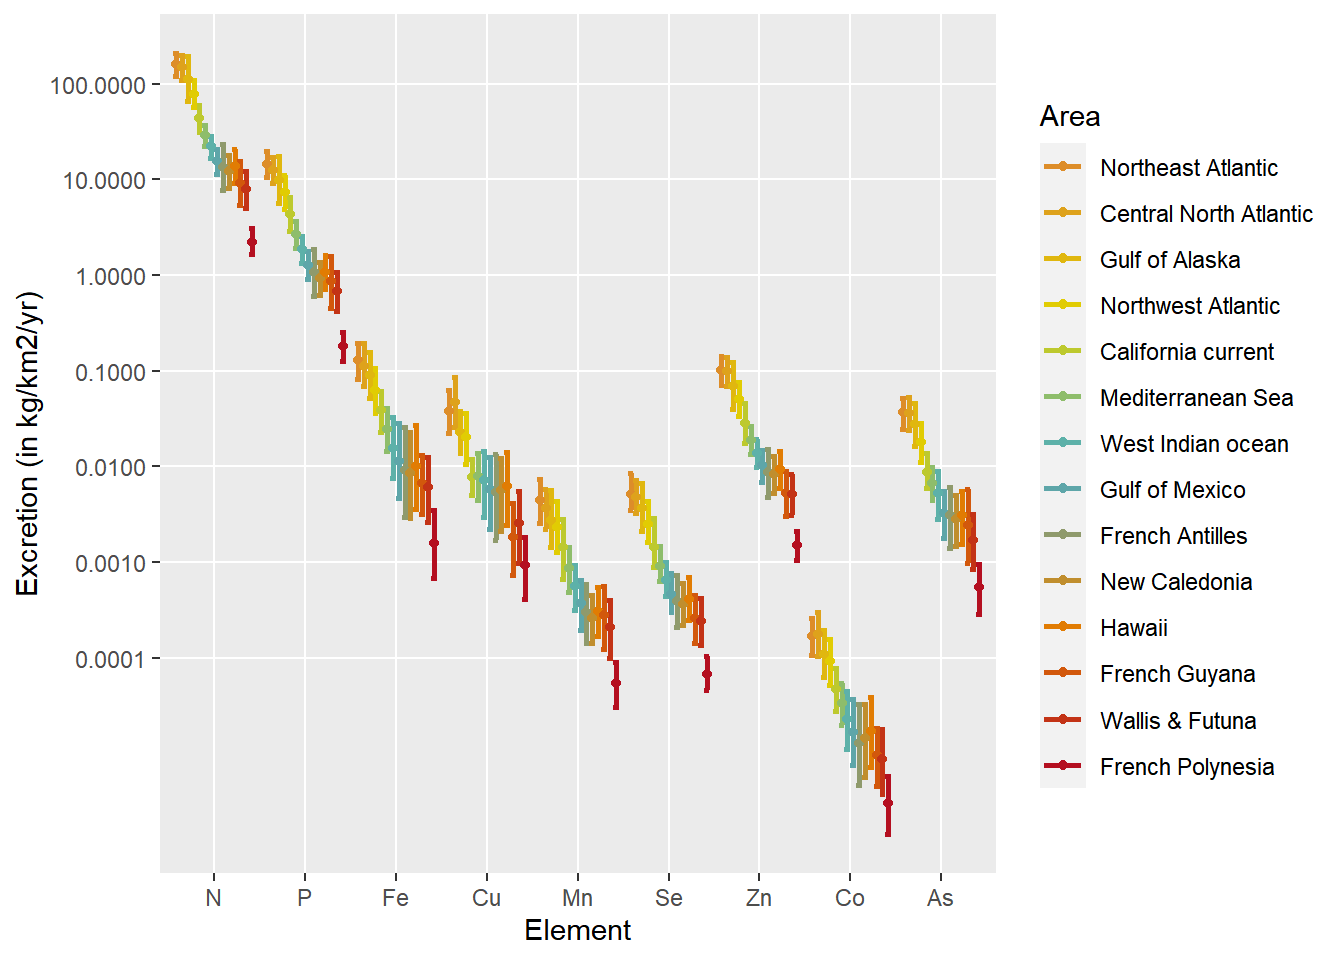 Excretion (in kg/km2/yr)
100.0000
10.0000
1.0000
0.1000
0.0100
0.0010
0.0001
N P Fe Cu Mn Se Zn Co As
Element
Area
Northeast Atlantic
Central North Atlantic
Gulf of Alaska
Northwest Atlantic
California current
Mediterranean Sea
West Indian ocean
Gulf of Mexico
French Antilles
New Caledonia
Hawaii
French Guyana
Wallis & Futuna
French Polynesia